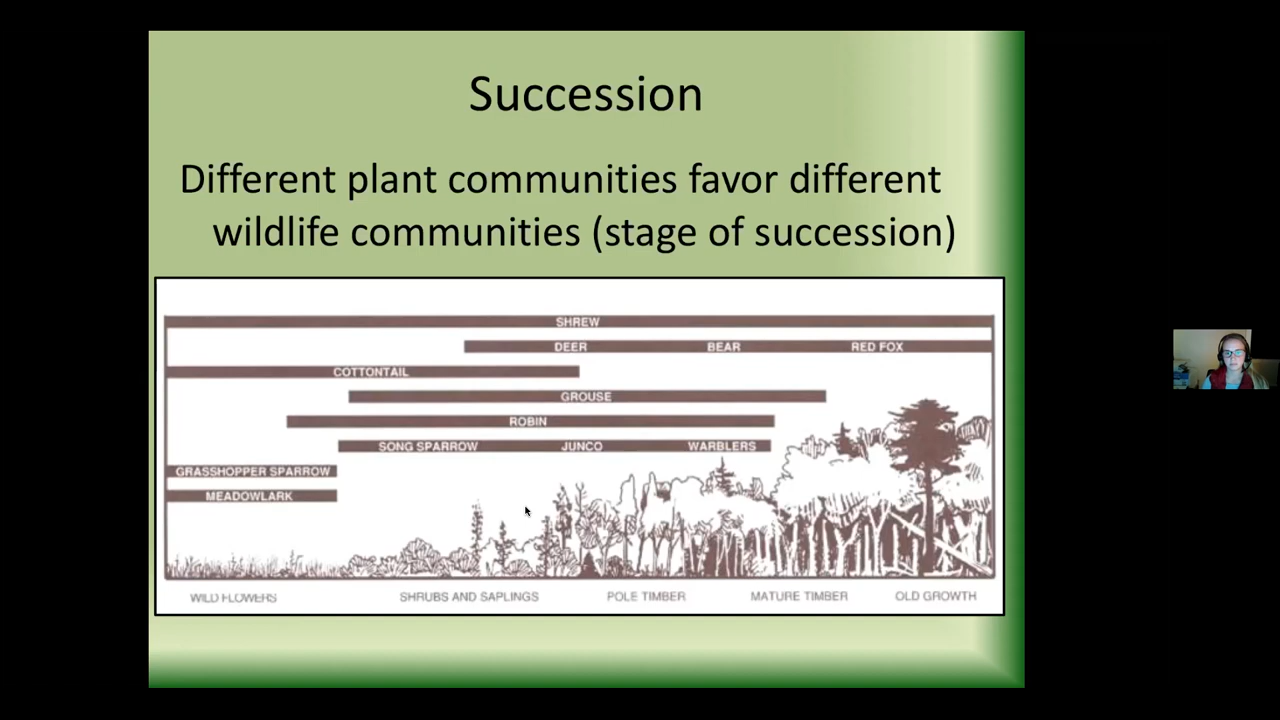 Succession
Different plant communities favor different
wildlife communities (stage of succession)
SHREW
DEER BEAR RED FOX
COTTONTAIL
GROUSE
ROBIN
SONG SPARROW JUNCO WARBLERS
GRASSHOPPER SPARROW
MEADOWLARK
WILD FLOWERS SHRUBS AND SAPLINGS POLE TIMBER MATURE TIMBER OLD GROWTH